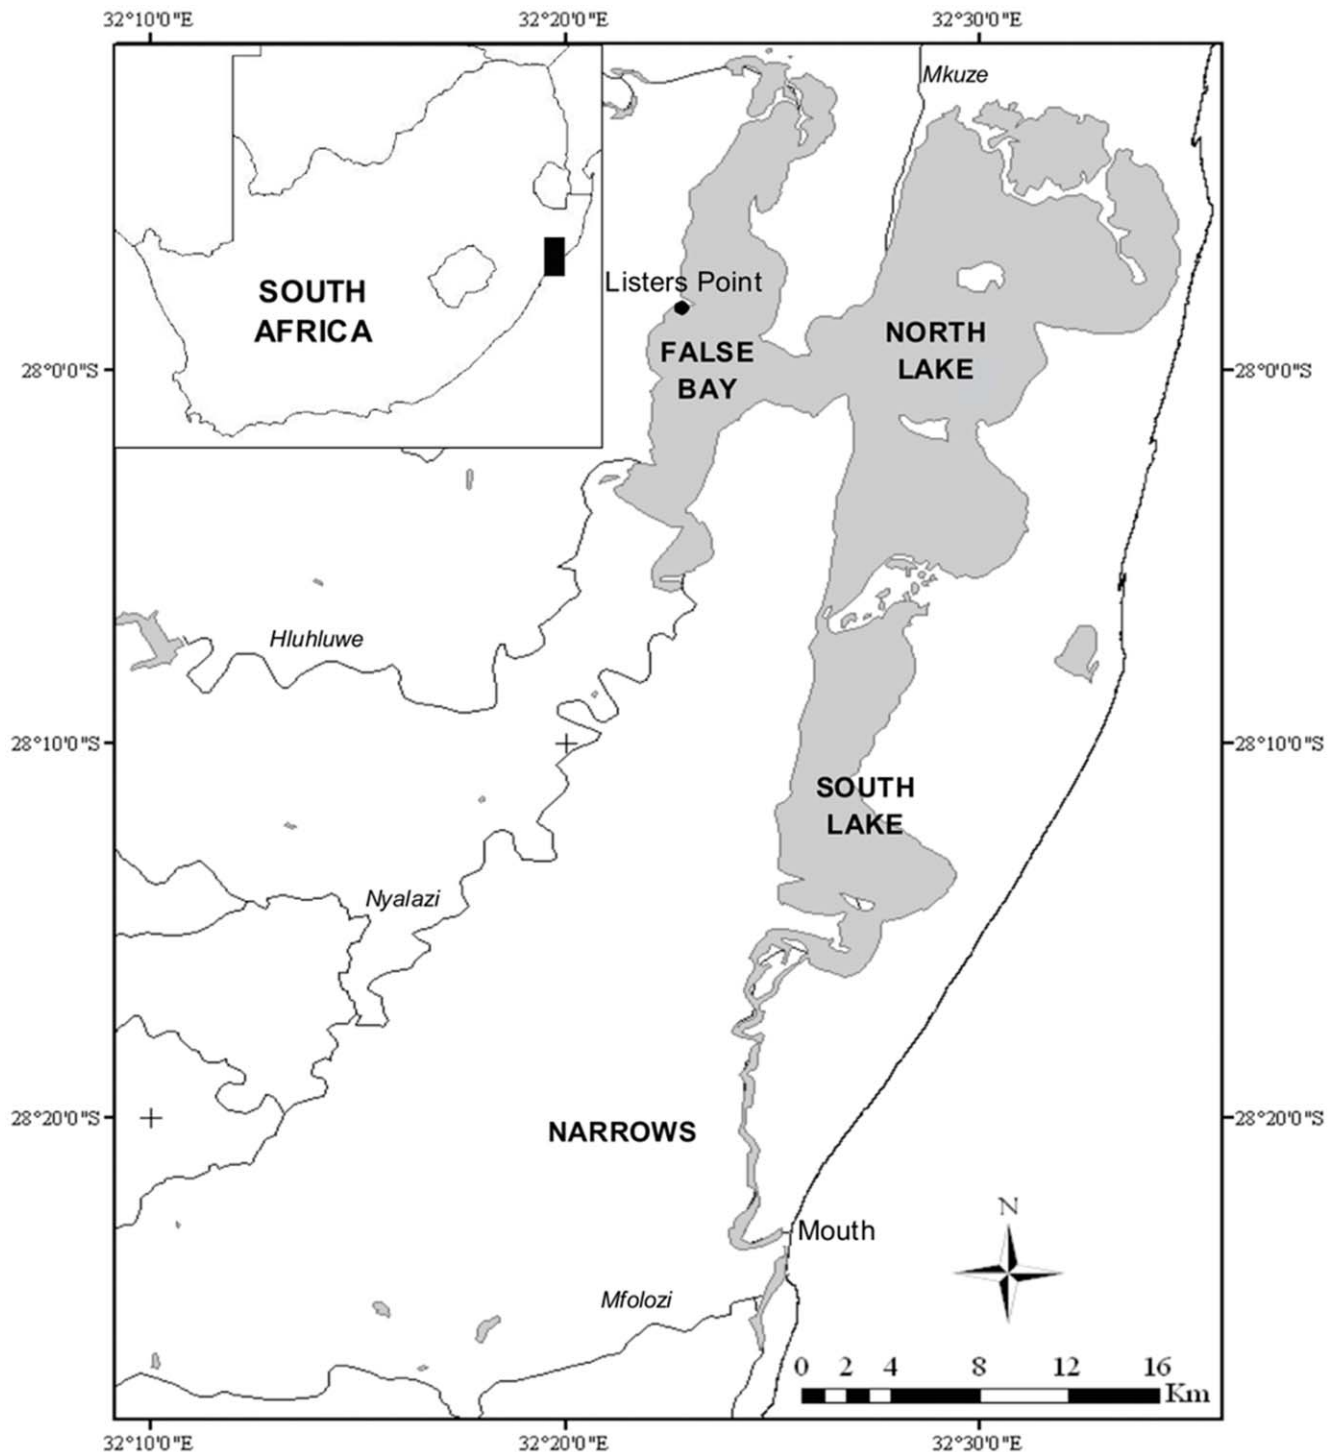 32°10'0"E
32°20'0"E
32°30'0"E
Mkuze
SOUTH
AFRICA
Listers Point
FALSE
BAY
NORTH
LAKE
28°0'0"S
28°0'0"S
Hluhluwe
28°10'0"S
28°10'0"S
SOUTH
LAKE
Nyalazi
28°20'0"S
28°20'0"S
NARROWS
N
Mouth
Mfolozi
0 2 4 8 12 16
Km
32°10'0"E
32°20'0"E
32°30'0"E